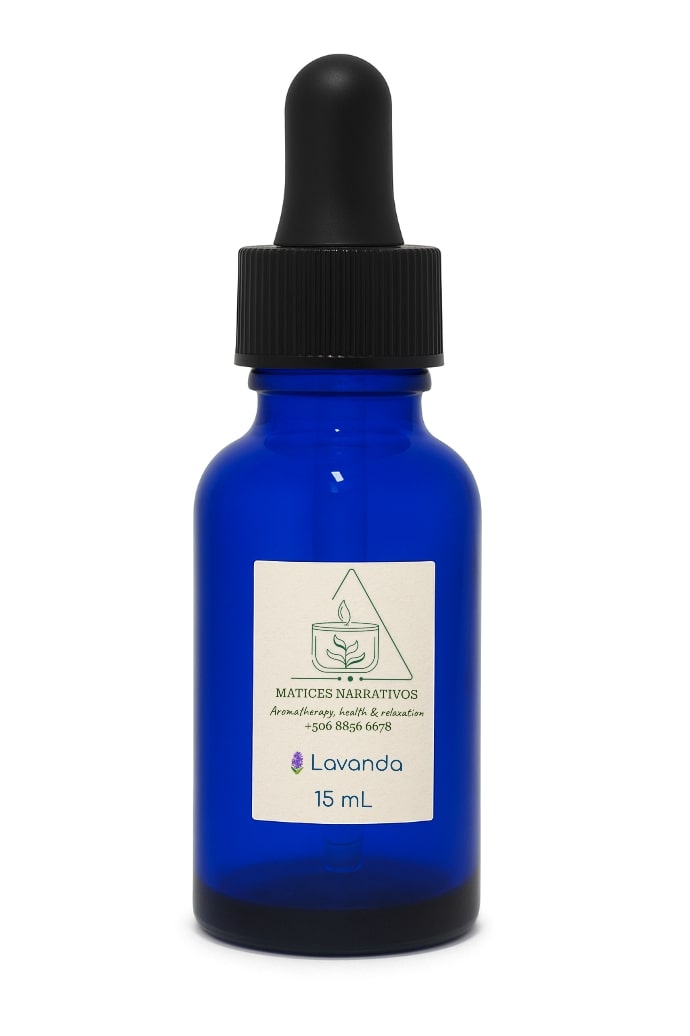 MATICES NARRATIVOS
Aromatherapy, health & relaxation
+506 8856 6678
Lavanda
15 mL